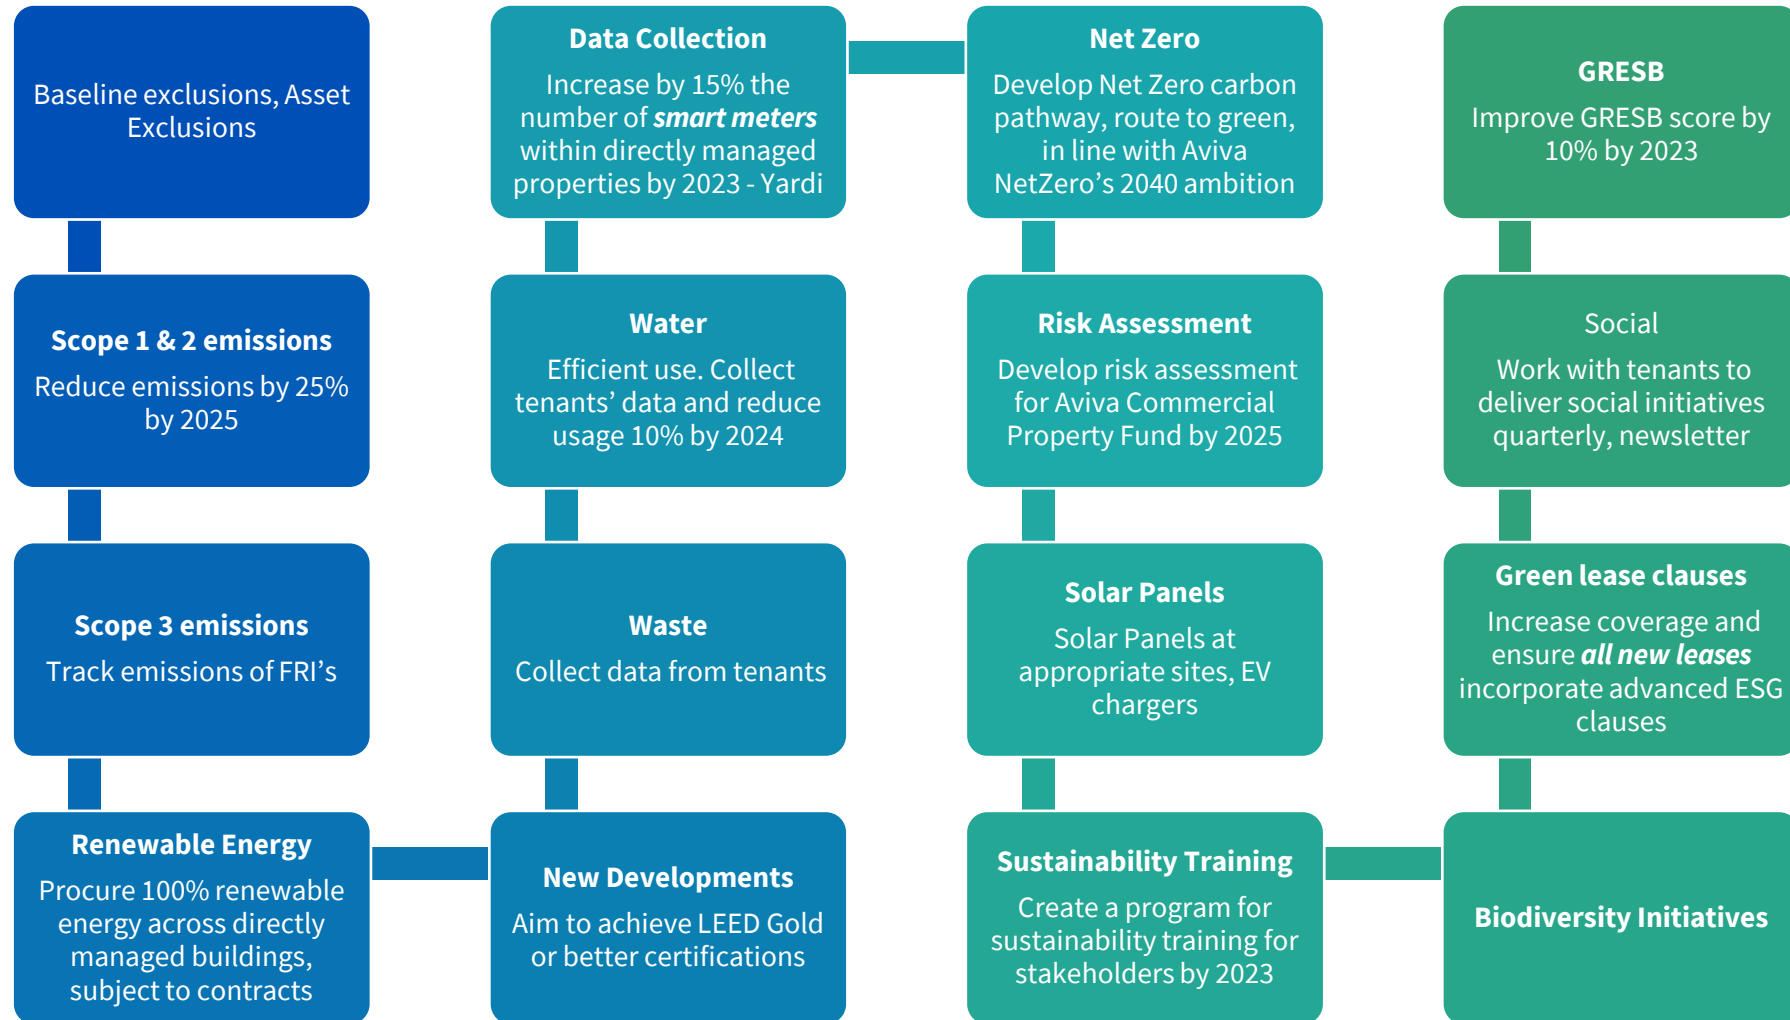 Baseline exclusions, Asset
Exclusions
Scope 1 & 2 emissions
Reduce emissions by 25%
by 2025
Scope 3 emissions
Track emissions of FRI's
Renewable Energy
Procure 100% renewable
energy across directly
managed buildings,
subject to contracts
New Developments
Aim to achieve LEED Gold
or better certifications
Waste
Collect data from tenants
Water
Efficient use. Collect
tenants’ data and reduce
usage 10% by 2024
Data Collection
Increase by 15% the
number of smart meters
within directly managed
properties by 2023 - Yardi
Net Zero
Develop Net Zero carbon
pathway, route to green,
in line with Aviva
NetZero’s 2040 ambition
Risk Assessment
Develop risk assessment
for Aviva Commercial
Property Fund by 2025
Solar Panels
Solar Panels at
appropriate sites, EV
chargers
Sustainability Training
Create a program for
sustainability training for
stakeholders by 2023
Biodiversity Initiatives
Green lease clauses
Increase coverage and
ensure all new leases
incorporate advanced ESG
clauses
Social
Work with tenants to
deliver social initiatives
quarterly, newsletter
GRESB
Improve GRESB score by
10% by 2023